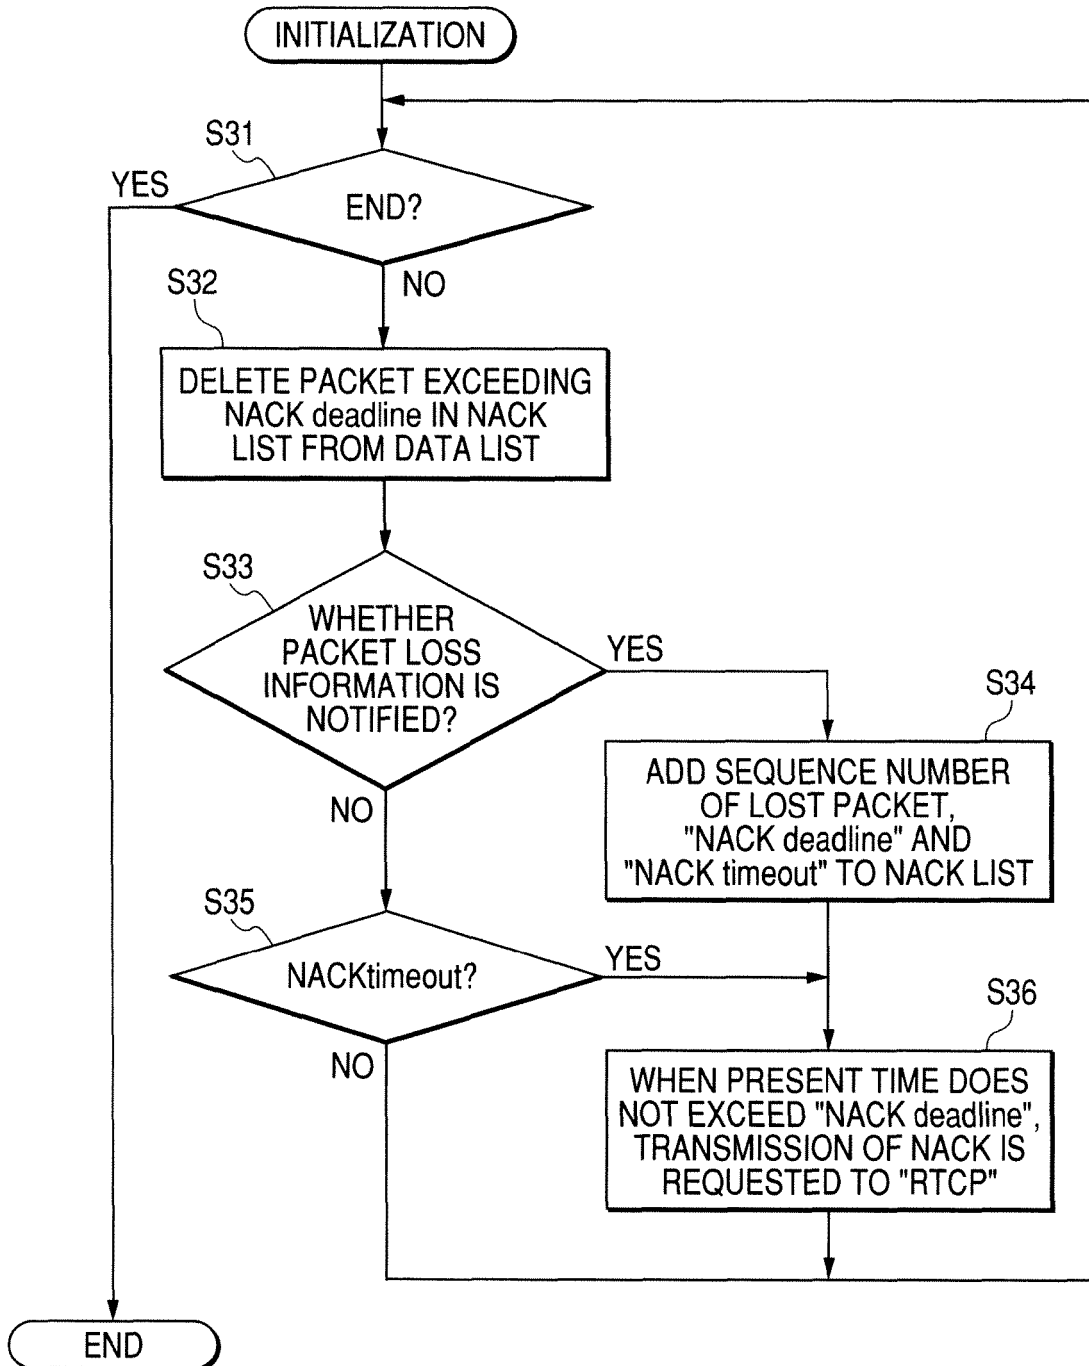 INITIALIZATION
S31
YES
END?
NO
S32
DELETE PACKET EXCEEDING
NACK deadline IN NACK
LIST FROM DATA LIST
S33
WHETHER
PACKET LOSS
INFORMATION IS
NOTIFIED?
YES
NO
S34
ADD SEQUENCE NUMBER
OF LOST PACKET,
"NACK deadline" AND
"NACK timeout" TO NACK LIST
S35
NACKtimeout?
YES
NO
S36
WHEN PRESENT TIME DOES
NOT EXCEED "NACK deadline",
TRANSMISSION OF NACK IS
REQUESTED TO "RTCP"
END